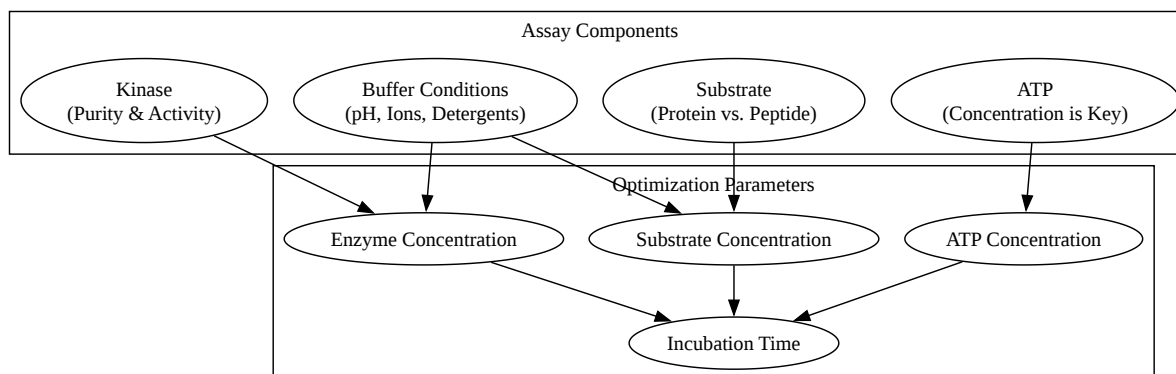 Assay Components
Kinase
(Purity & Activity)
Buffer Conditions
(pH, Ions, Detergents)
Substrate
(Protein vs. Peptide)
ATP
(Concentration is Key)
Optimization Parameters
Enzyme Concentration
Substrate Concentration
ATP Concentration
Incubation Time